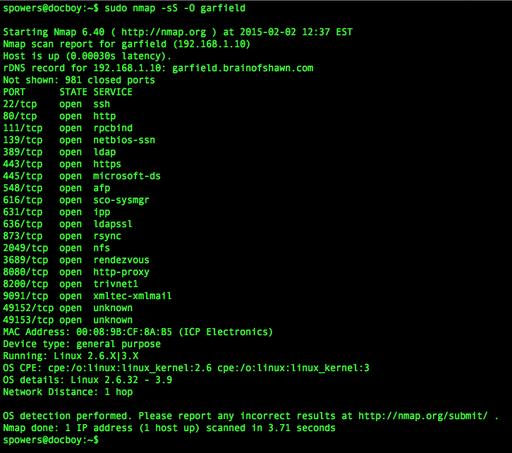 spowers@docboy:~$ sudo nmap -sS -O garfield
Starting Nmap 6.40 ( http://nmap.org ) at 2015-02-02 12:37 EST
Nmap scan report for garfield (192.168.1.10)
Host is up (0.00030s latency).
rDNS record for 192.168.1.10: garfield.brainofshawn.com
Not shown: 981 closed ports
PORT      STATE SERVICE
22/tcp    open  ssh
80/tcp    open  http
111/tcp   open  rpcbind
139/tcp   open  netbios-ssn
389/tcp   open  ldap
443/tcp   open  https
445/tcp   open  microsoft-ds
548/tcp   open  afp
616/tcp   open  sco-sysmgr
631/tcp   open  ipp
636/tcp   open  ldapssl
873/tcp   open  rsync
2049/tcp  open  nfs
3689/tcp  open  rendezvous
8080/tcp  open  http-proxy
8200/tcp  open  trivnet1
9091/tcp  open  xmltec-xmlmail
49152/tcp open  unknown
49153/tcp open  unknown
MAC Address: 00:08:9B:CF:8A:B5 (ICP Electronics)
Device type: general purpose
Running: Linux 2.6.X|3.X
OS CPE: cpe:/o:linux:linux_kernel:2.6 cpe:/o:linux:linux_kernel:3
OS details: Linux 2.6.32 - 3.9
Network Distance: 1 hop
OS detection performed. Please report any incorrect results at http://nmap.org/submit/ .
Nmap done: 1 IP address (1 host up) scanned in 3.71 seconds
spowers@docboy:~$